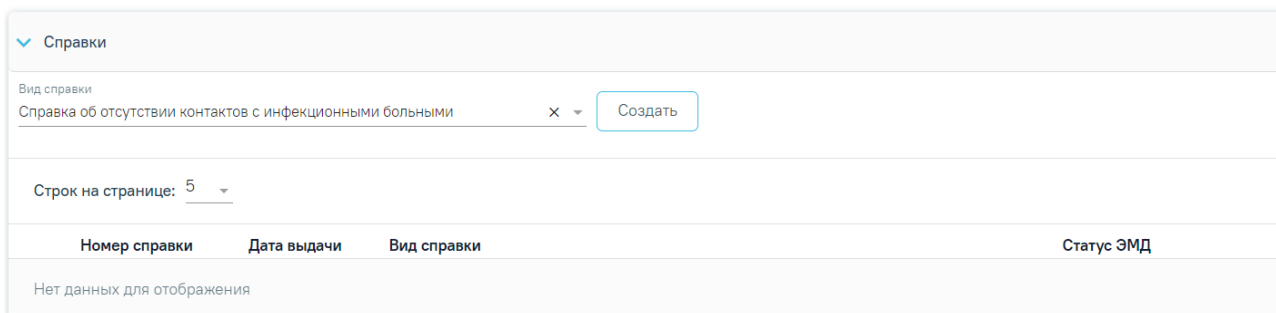 Справки
Вид справки
Справка об отсутствии контактов с инфекционными больными
Создать
Строк на странице: 5
Номер справки Дата выдачи Вид справки Статус ЭМД
Нет данных для отображения